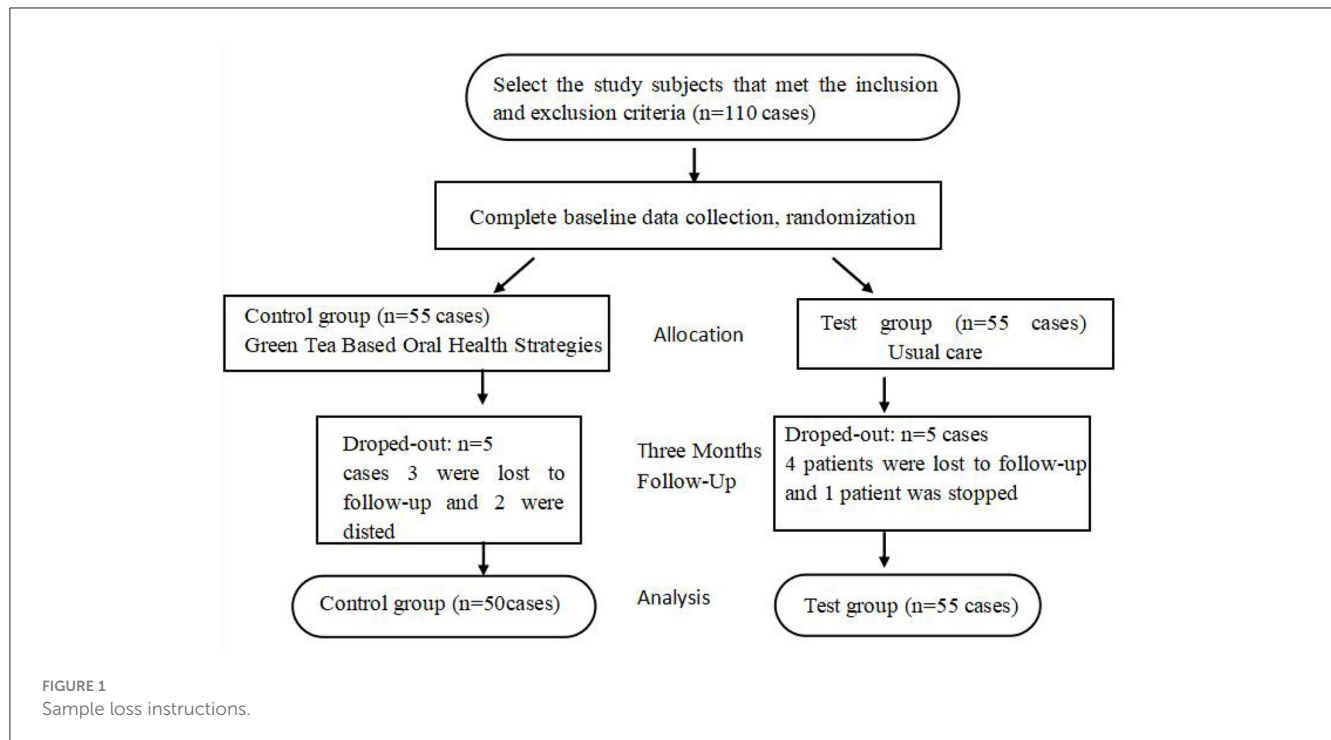 Select the study subjects that met the inclusion
and exclusion criteria (n=110 cases)
Complete baseline data collection, randomization
Control group (n=55 cases)
Green Tea Based Oral Health Strategies
Allocation
Test group (n=55 cases)
Usual care
Droped-out: n=5
cases 3 were lost to
follow-up and 2 were
disted
Three Months
Follow-Up
Droped-out: n=5 cases
4 patients were lost to follow-up
and 1 patient was stopped
Control group (n=50cases)
Analysis
Test group (n=55 cases)
FIGURE 1
Sample loss instructions.